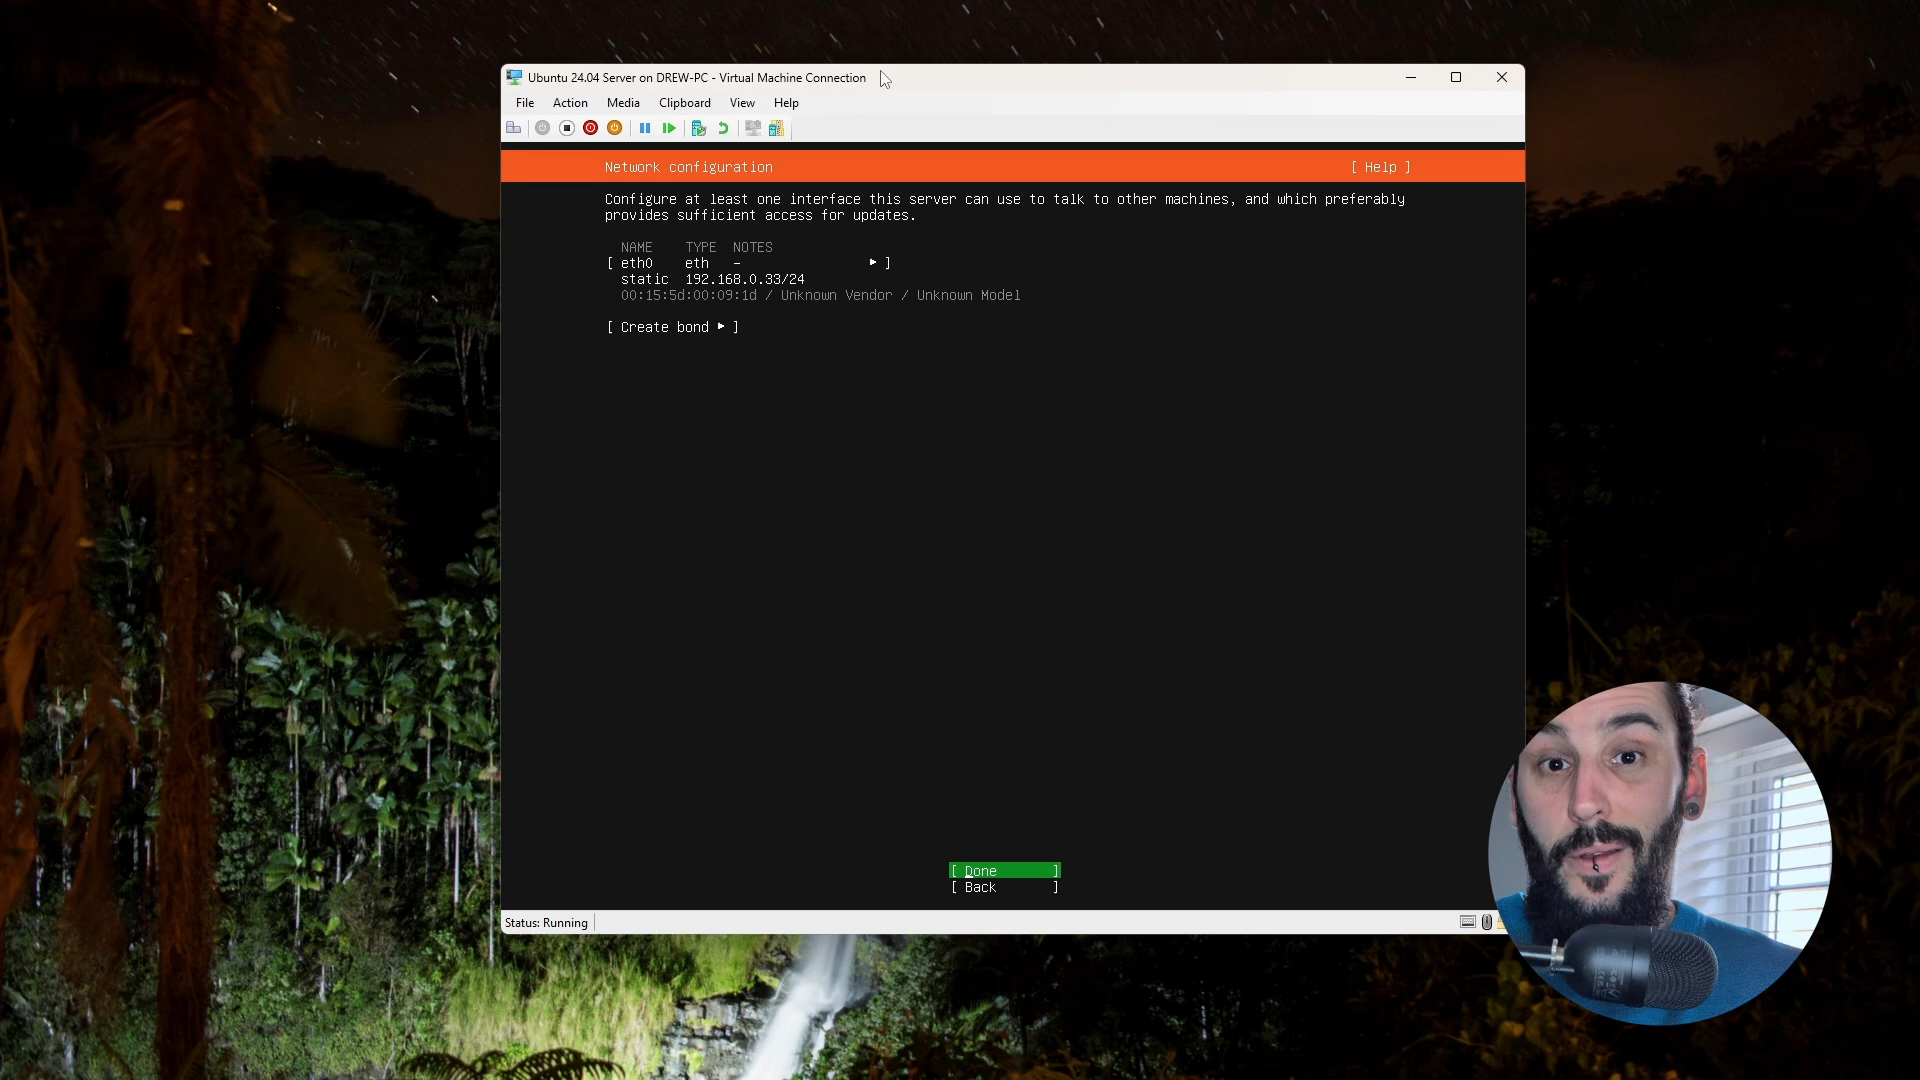 Ubuntu 24.04 Server on DREW-PC - Virtual Machine Connection
File Action Media Clipboard View Help
Network configuration [ Help ]
Configure at least one interface this server can use to talk to other machines, and which preferably
provides sufficient access for updates.
NAME TYPE NOTES
[ eth0 eth - ▸ ]
static 192.168.0.33/24
00:15:5d:00:09:1d / Unknown Vendor / Unknown Model
[ Create bond ▸ ]
[ Done ]
[ Back ]
Status: Running